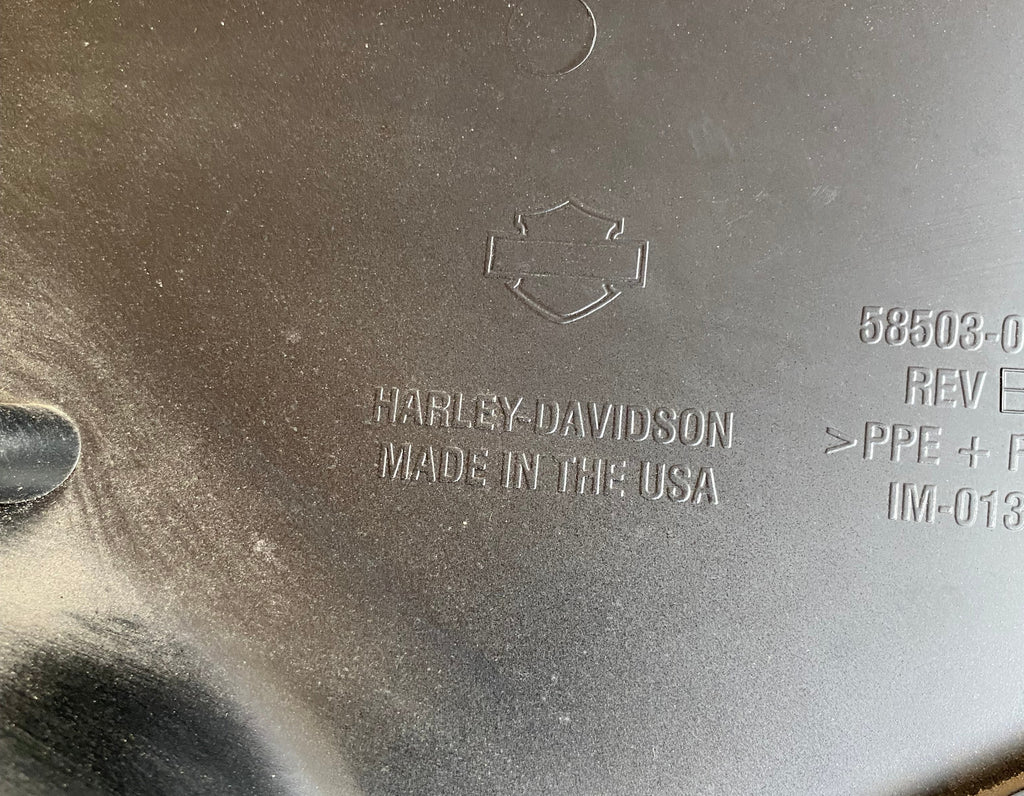 HARLEY-DAVIDSON
MADE IN THE USA
58503-0
REV
>PPE +
IM-013